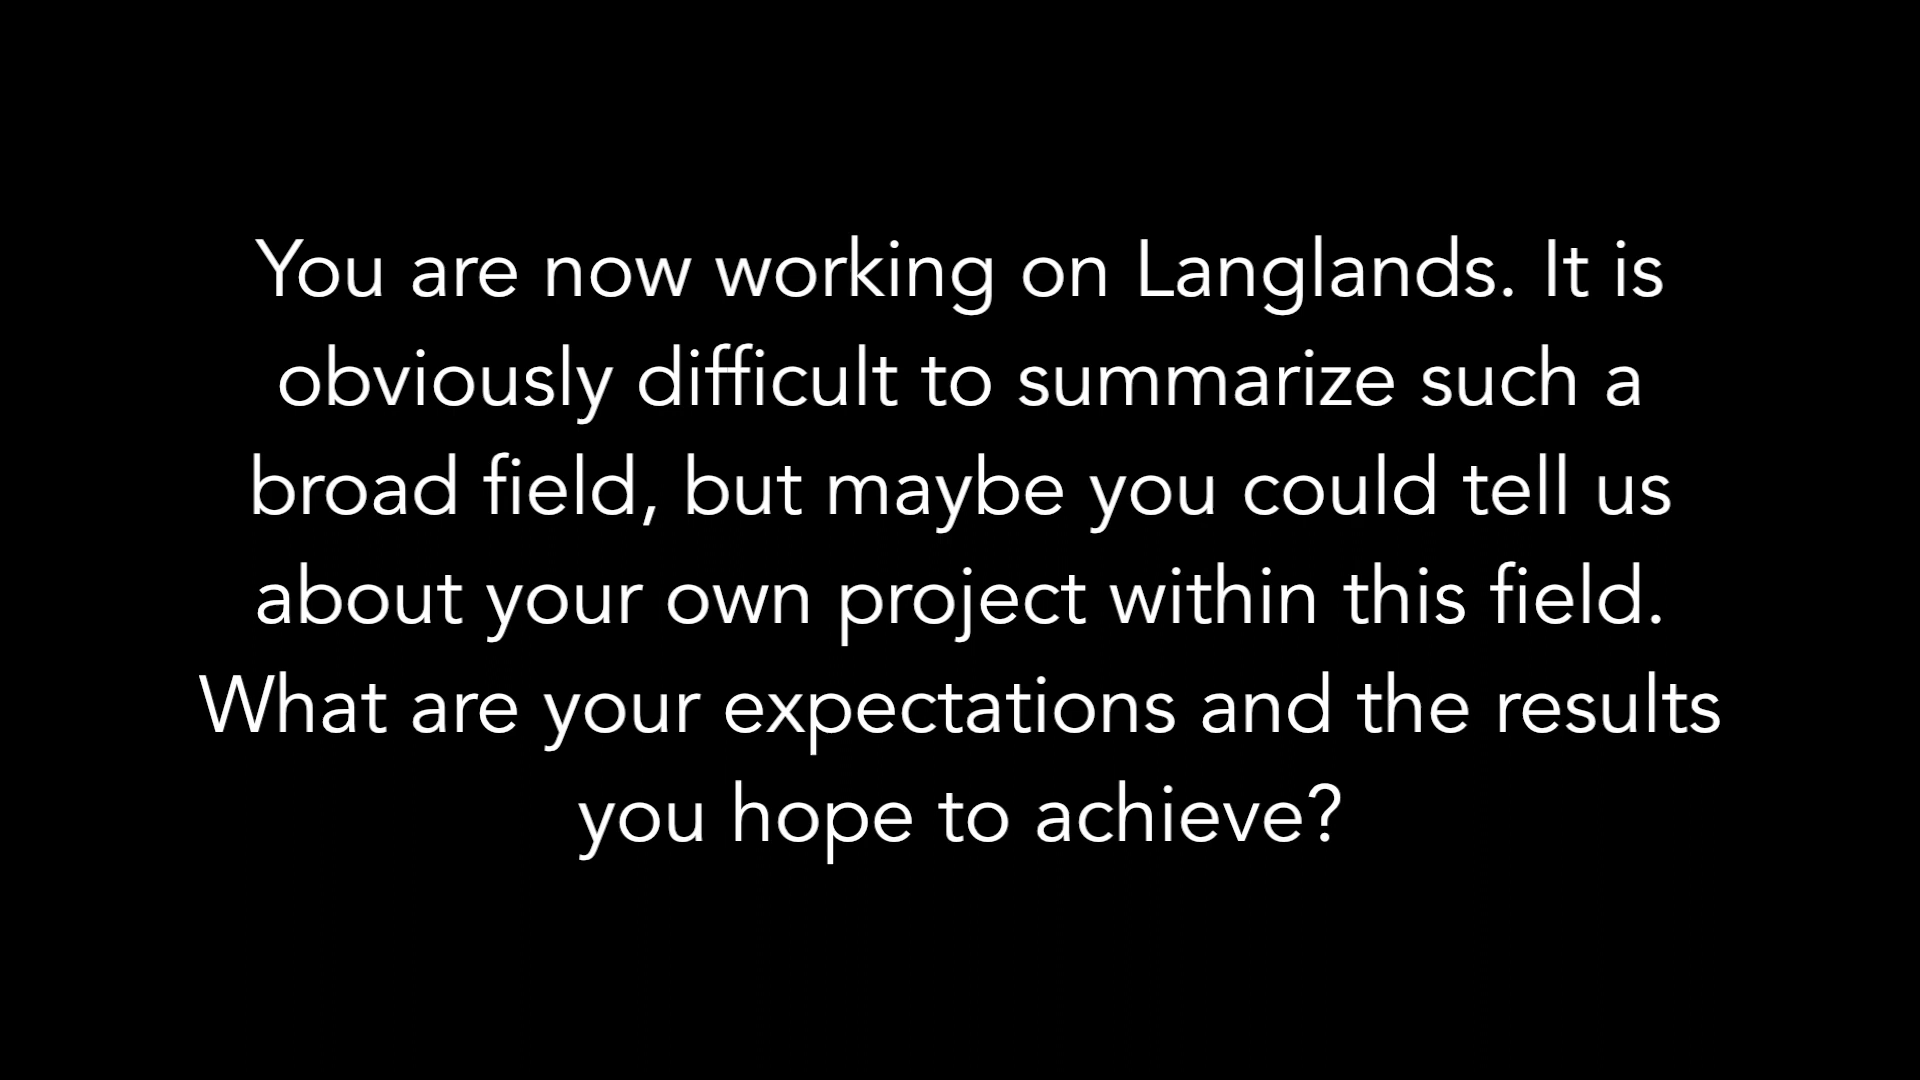 You are now working on Langlands. It is
obviously difficult to summarize such a
broad field, but maybe you could tell us
about your own project within this field.
What are your expectations and the results
you hope to achieve?